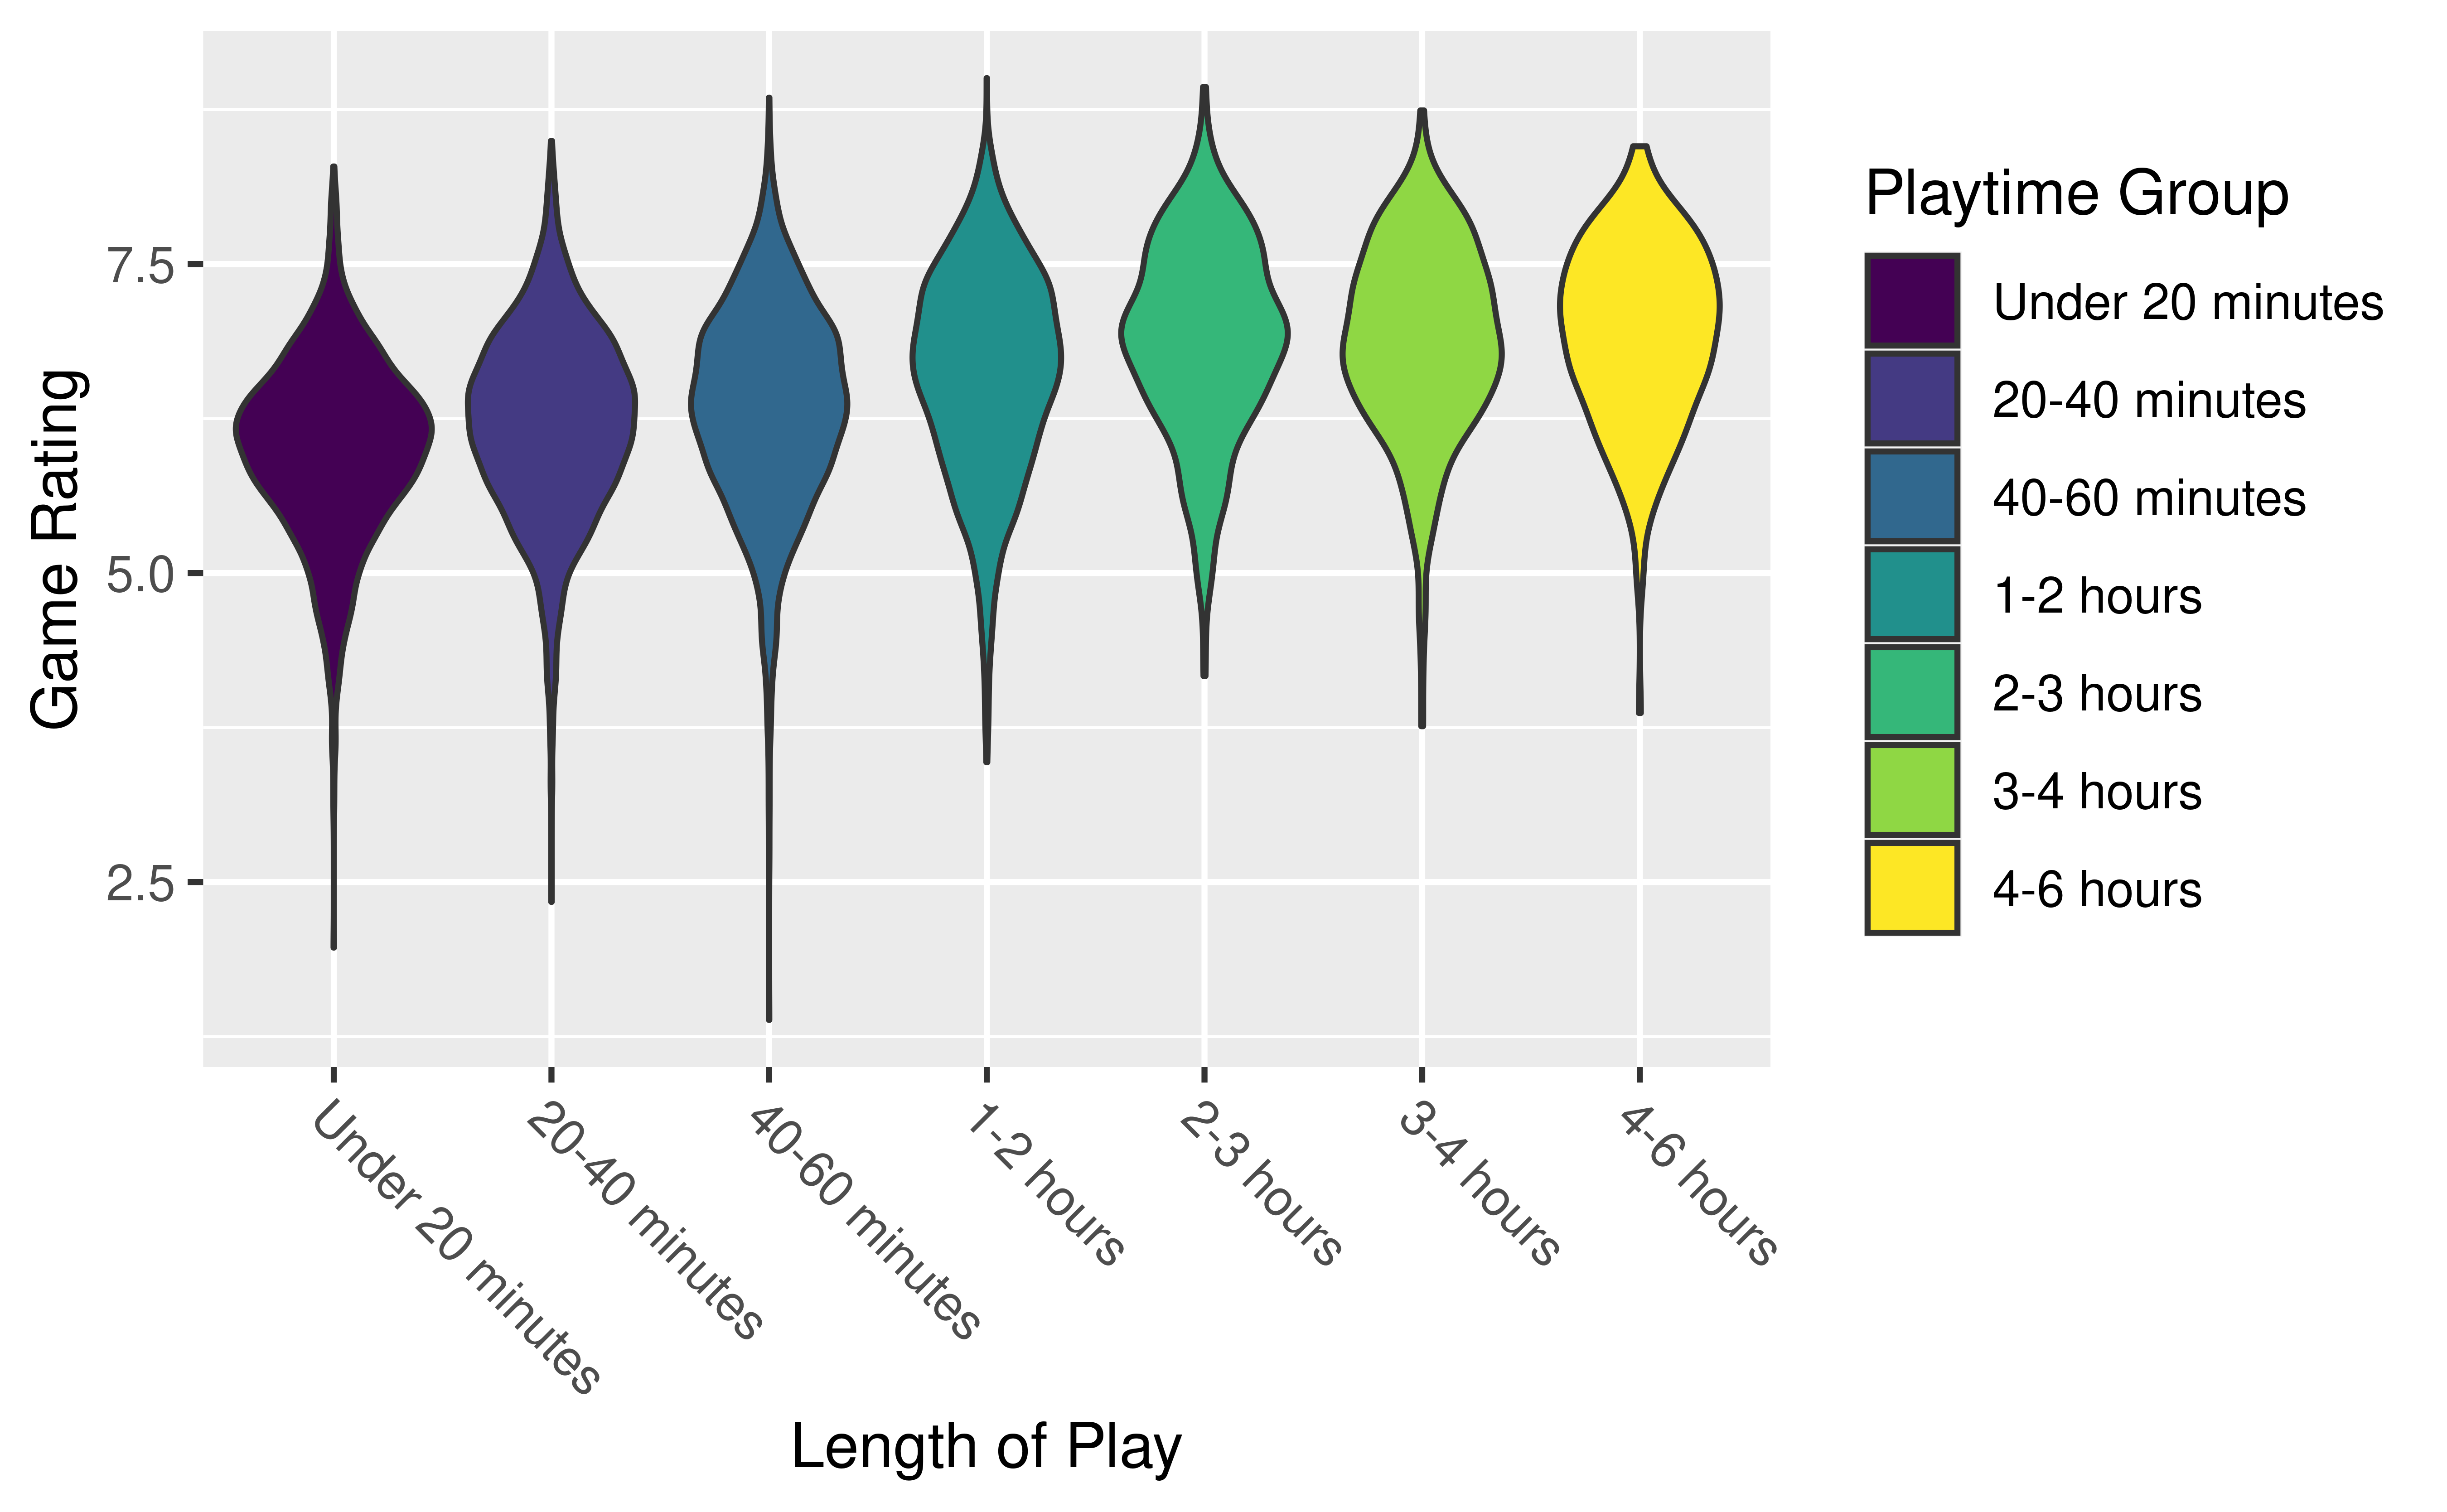 Game Rating
7.5
5.0
2.5
Under 20 minutes
20-40 minutes
40-60 minutes
1-2 hours
2-3 hours
3-4 hours
4-6 hours
Length of Play
Playtime Group
Under 20 minutes
20-40 minutes
40-60 minutes
1-2 hours
2-3 hours
3-4 hours
4-6 hours